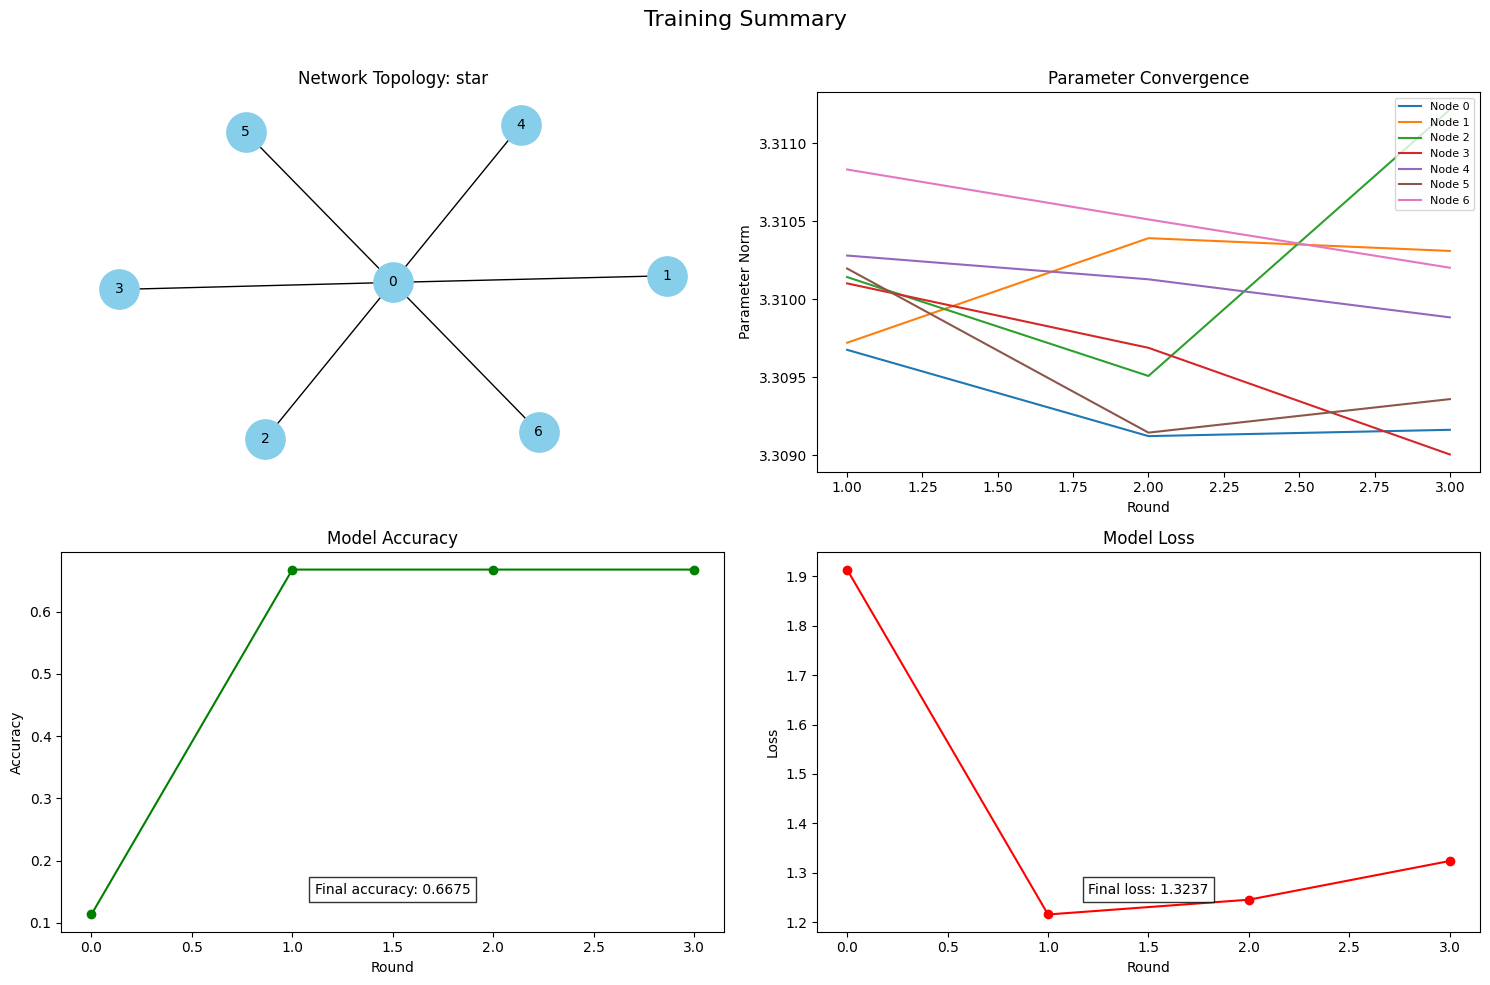 Training Summary
Network Topology: star
5
4
3
0
1
2
6
Parameter Convergence
Parameter Norm
3.3110
3.3105
3.3100
3.3095
3.3090
Node 0
Node 1
Node 2
Node 3
Node 4
Node 5
Node 6
1.00 1.25 1.50 1.75 2.00 2.25 2.50 2.75 3.00
Round
Model Accuracy
Accuracy
0.6
0.5
0.4
0.3
0.2
0.1
Final accuracy: 0.6675
0.0 0.5 1.0 1.5 2.0 2.5 3.0
Round
Model Loss
Loss
1.9
1.8
1.7
1.6
1.5
1.4
1.3
1.2
Final loss: 1.3237
0.0 0.5 1.0 1.5 2.0 2.5 3.0
Round